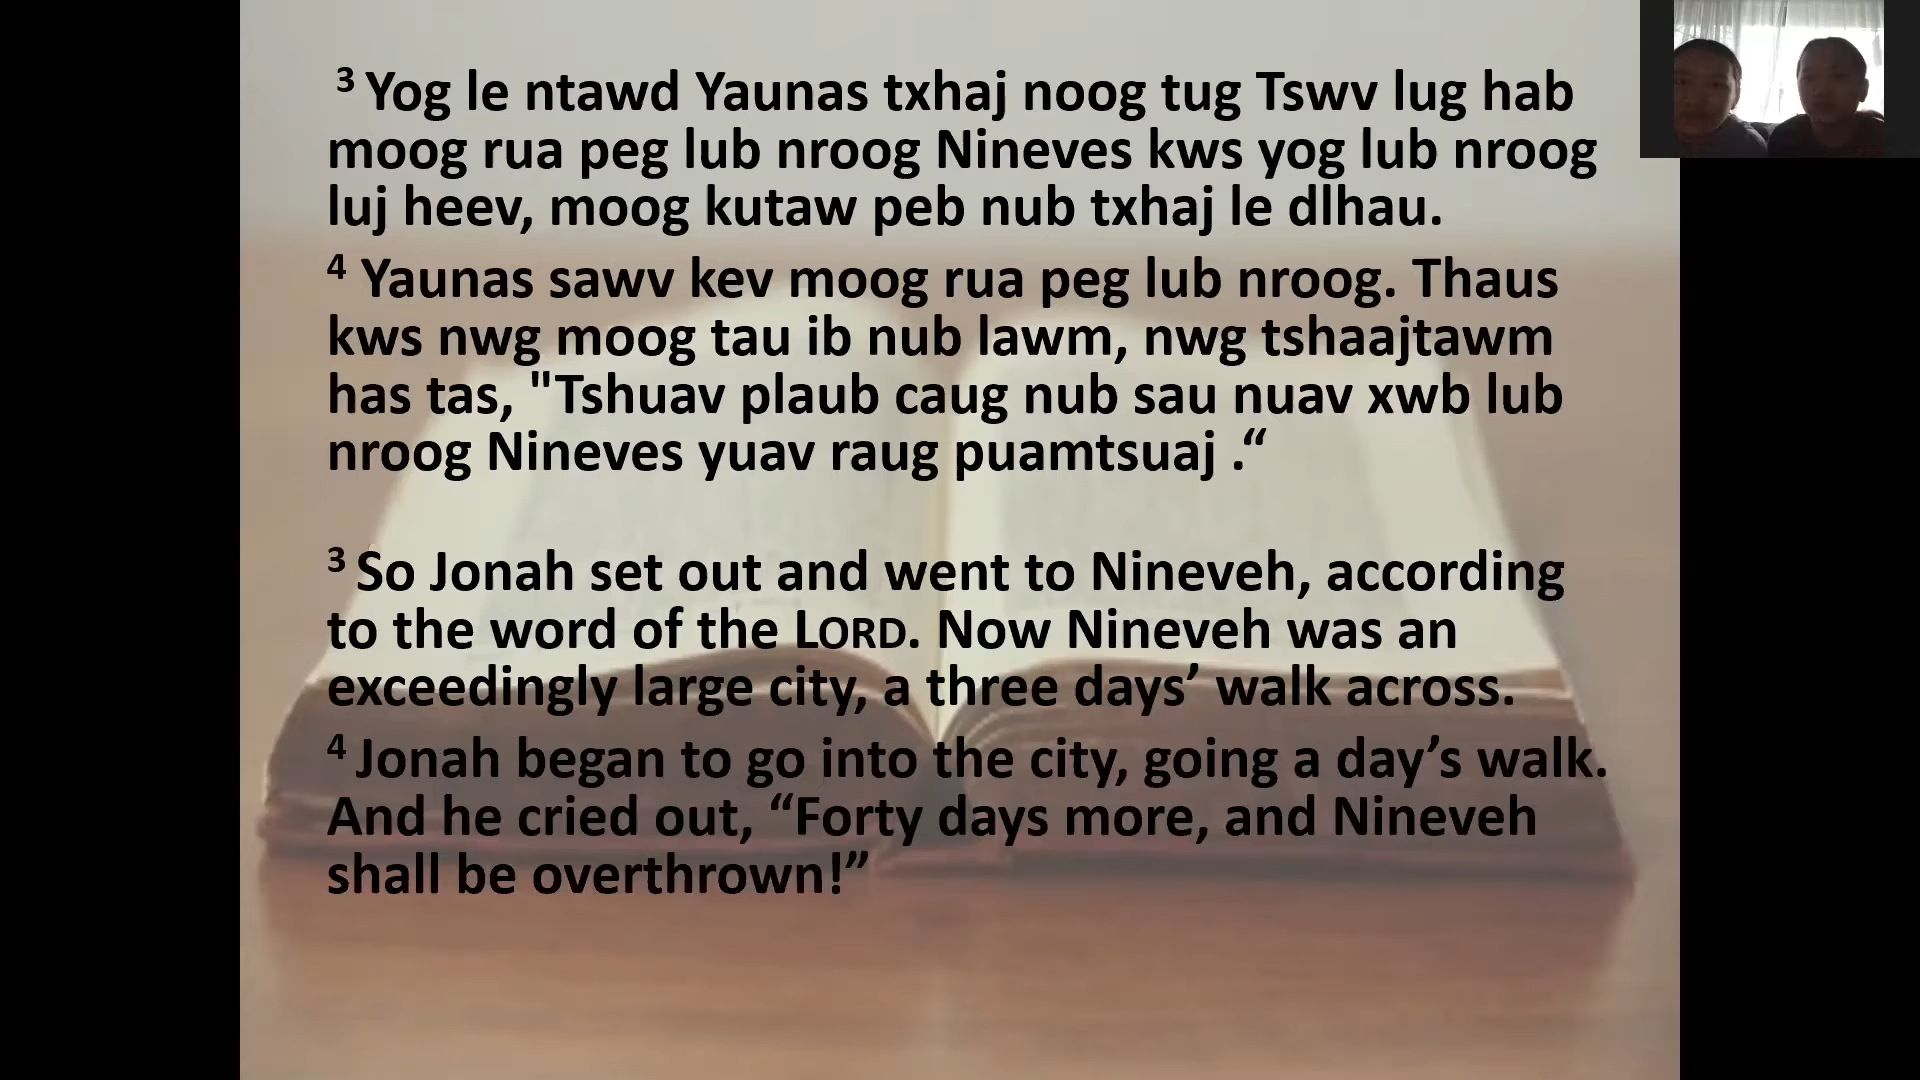 3 Yog le ntawd Yaunas txhaj noog tug Tswv lug hab
moog rua peg lub nroog Nineves kws yog lub nroog
luj heev, moog kutaw peb nub txhaj le dlhau.
4 Yaunas sawv kev moog rua peg lub nroog. Thaus
kws nwg moog tau ib nub lawm, nwg tshaajtawm
has tas, "Tshuav plaub caug nub sau nuav xwb lub
nroog Nineves yuav raug puamtsuaj .“
3 So Jonah set out and went to Nineveh, according
to the word of the LORD. Now Nineveh was an
exceedingly large city, a three days’ walk across.
4 Jonah began to go into the city, going a day’s walk.
And he cried out, “Forty days more, and Nineveh
shall be overthrown!”